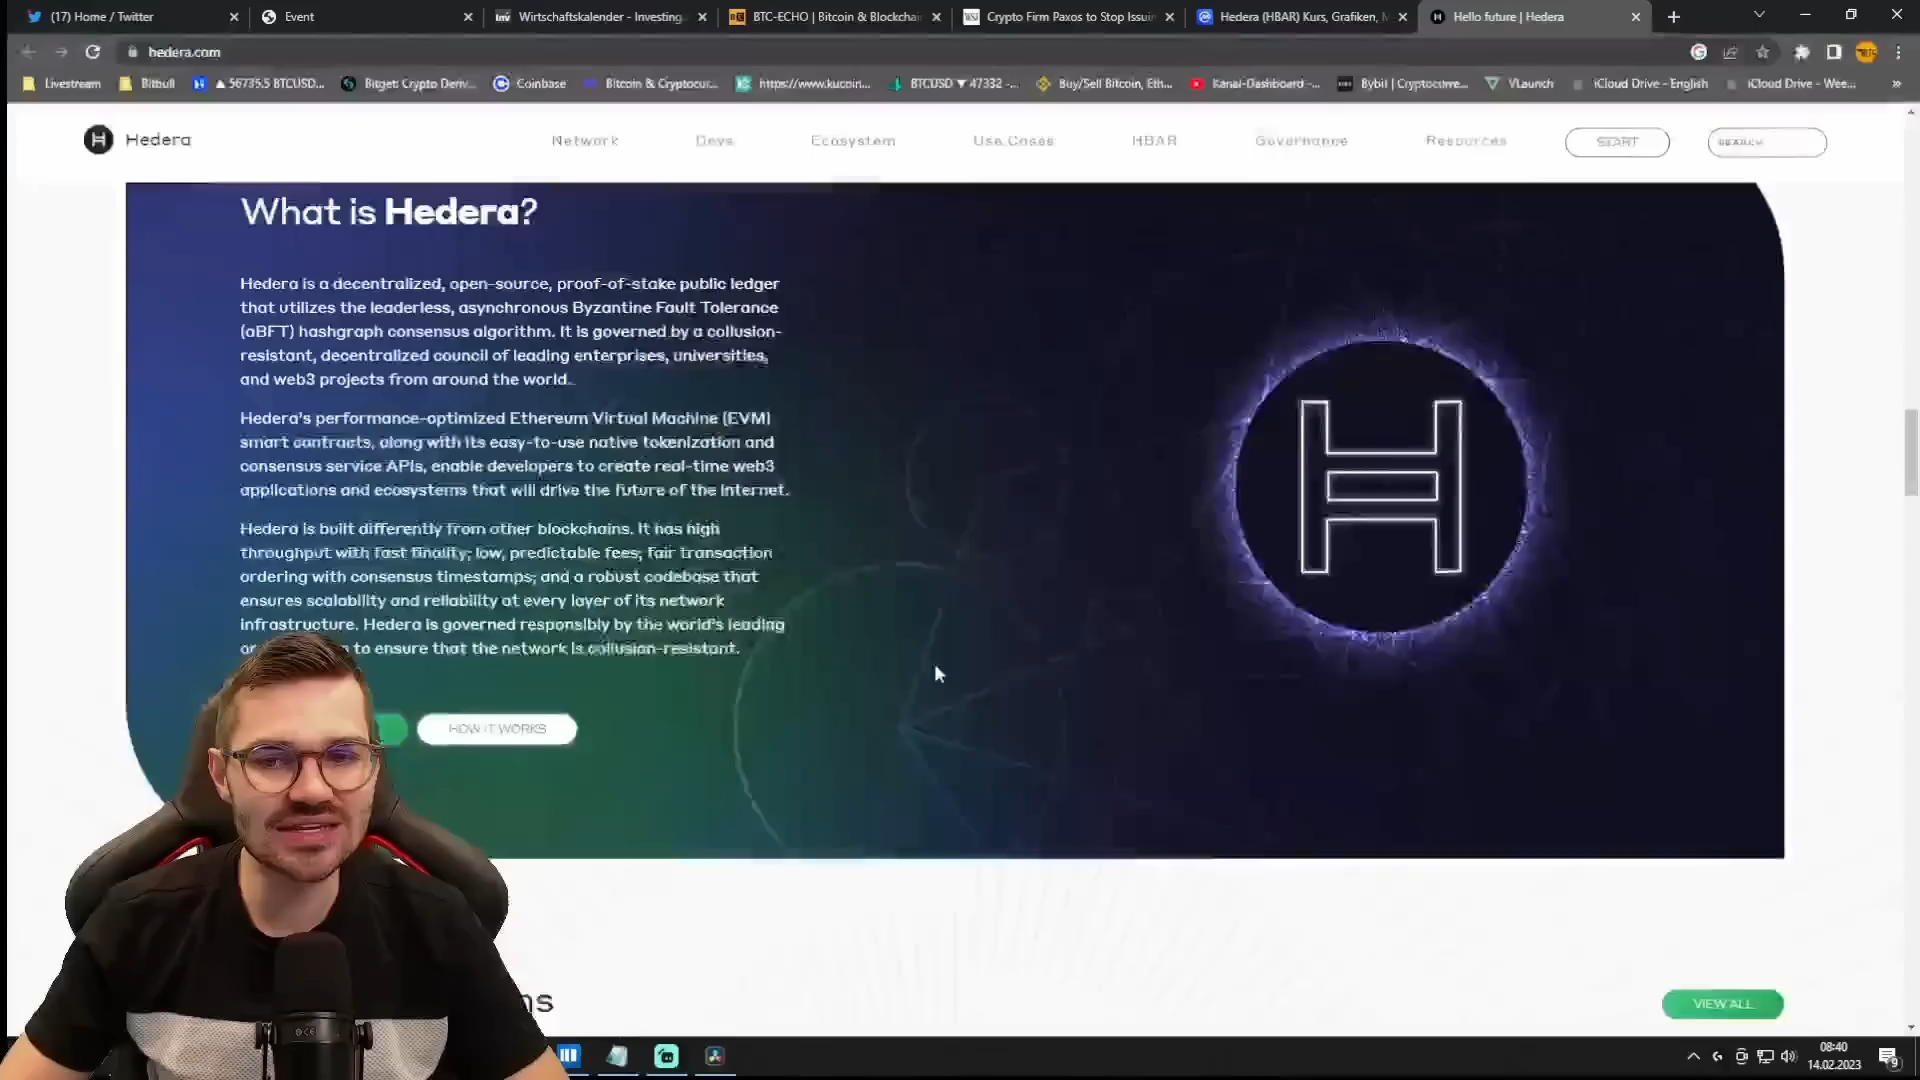 (17) Home / Twitter
Event
Wirtschaftskalender - Investing.
BTC-ECHO | Bitcoin & Blockchai
Crypto Firm Paxos to Stop Issui
Hedera (HBAR) Kurs, Grafiken, M
Hello future | Hedera
hedera.com
Livestream
Bitbull
▲ 56735.5 BTCUSD...
Bitget: Crypto Deriv...
Coinbase
Bitcoin & Cryptocur...
https://www.kucoin...
BTCUSD ▼ 47332 -...
Buy/Sell Bitcoin, Eth...
Kanal-Dashboard -...
Bybit | Cryptocurre...
VLaunch
iCloud Drive - English
iCloud Drive - Wee...
Hedera
Network
Devs
Ecosystem
Use Cases
HBAR
Governance
Resources
START
SEARCH
What is Hedera?
Hedera is a decentralized, open-source, proof-of-stake public ledger
that utilizes the leaderless, asynchronous Byzantine Fault Tolerance
(aBFT) hashgraph consensus algorithm. It is governed by a collusion-
resistant, decentralized council of leading enterprises, universities,
and web3 projects from around the world.
Hedera's performance-optimized Ethereum Virtual Machine (EVM)
smart contracts, along with its easy-to-use native tokenization and
consensus service APIs, enable developers to create real-time web3
applications and ecosystems that will drive the future of the internet.
Hedera is built differently from other blockchains. It has high
throughput with fast finality; low, predictable fees; fair transaction
ordering with consensus timestamps; and a robust codebase that
ensures scalability and reliability at every layer of its network
infrastructure. Hedera is governed responsibly by the world's leading
to ensure that the network is collusion-resistant.
HOW IT WORKS
VIEW ALL
08:40
14.02.2023
9